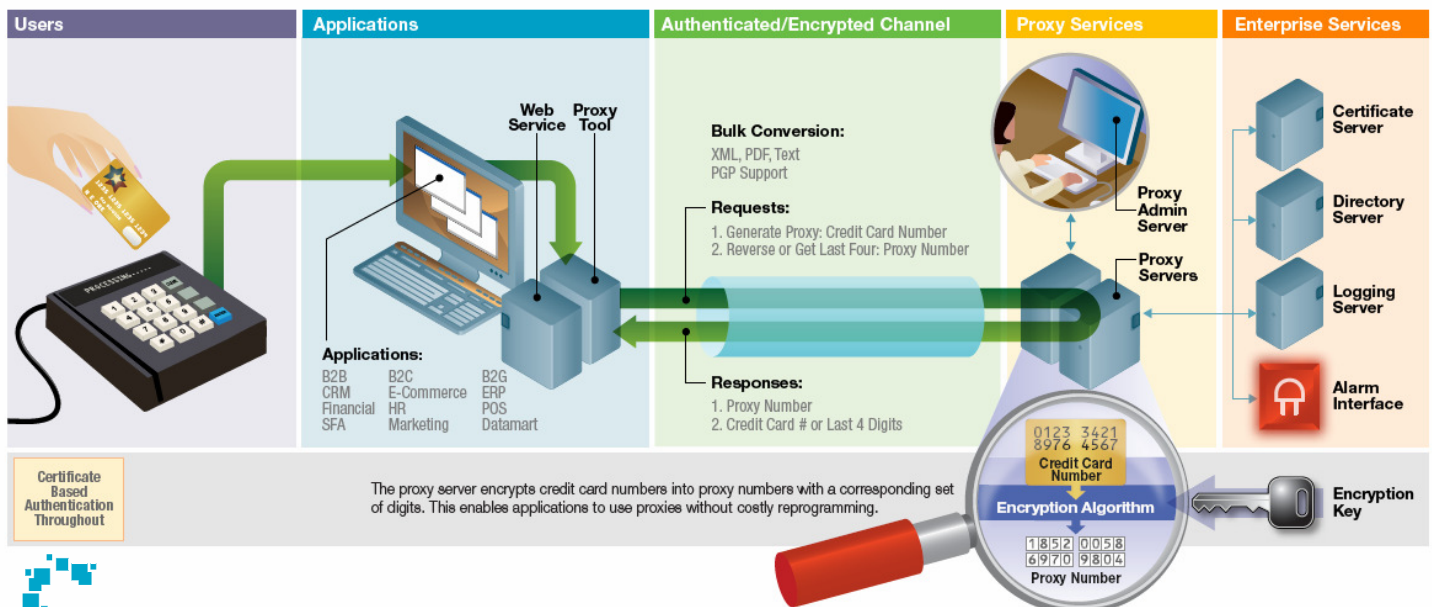 Users
Applications
Authenticated/Encrypted Channel
Proxy Services
Enterprise Services
PROCESSING.....
Web
Service
Proxy
Tool
Applications:
B2B B2C B2G
CRM E-Commerce ERP
Financial HR POS
SFA Marketing Datamart
Bulk Conversion:
XML, PDF, Text
PGP Support
Requests:
1. Generate Proxy: Credit Card Number
2. Reverse or Get Last Four: Proxy Number
Responses:
1. Proxy Number
2. Credit Card # or Last 4 Digits
Proxy
Admin
Server
Proxy
Servers
Certificate
Server
Directory
Server
Logging
Server
Alarm
Interface
Certificate
Based
Authentication
Throughout
The proxy server encrypts credit card numbers into proxy numbers with a corresponding set
of digits. This enables applications to use proxies without costly reprogramming.
0123 3421
8976 4567
Credit Card
Number
Encryption Algorithm
1852 0058
6970 9804
Proxy Number
Encryption
Key